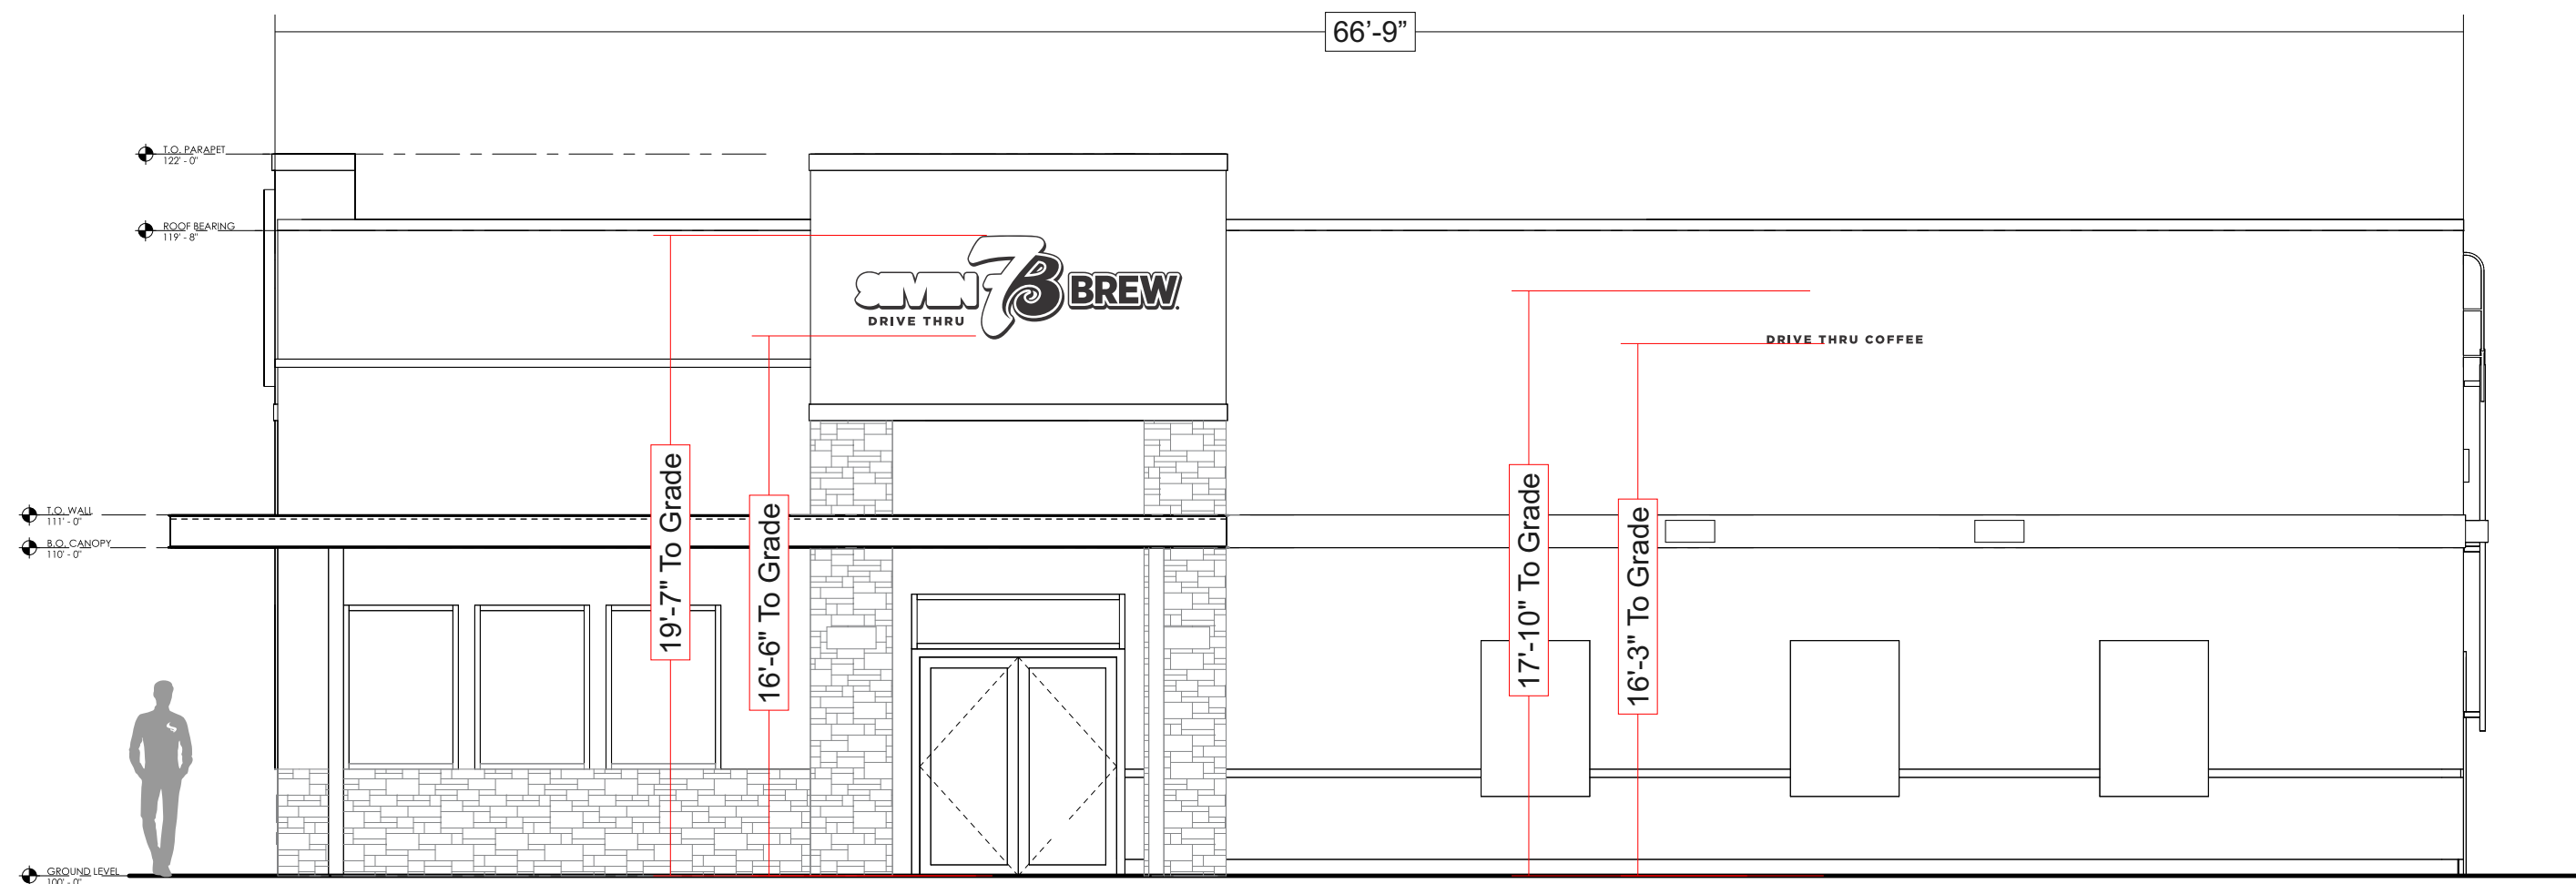 66'-9”
T.O. PARAPET
122' - 0"
ROOF BEARING
119' - 8"
SEVEN 7B BREW.
DRIVE THRU
DRIVE THRU COFFEE
19'-7" To Grade
16'-6" To Grade
17'-10" To Grade
16'-3" To Grade
T.O. WALL
111' - 0"
B.O. CANOPY
110' - 0"
GROUND LEVEL
100' - 0"